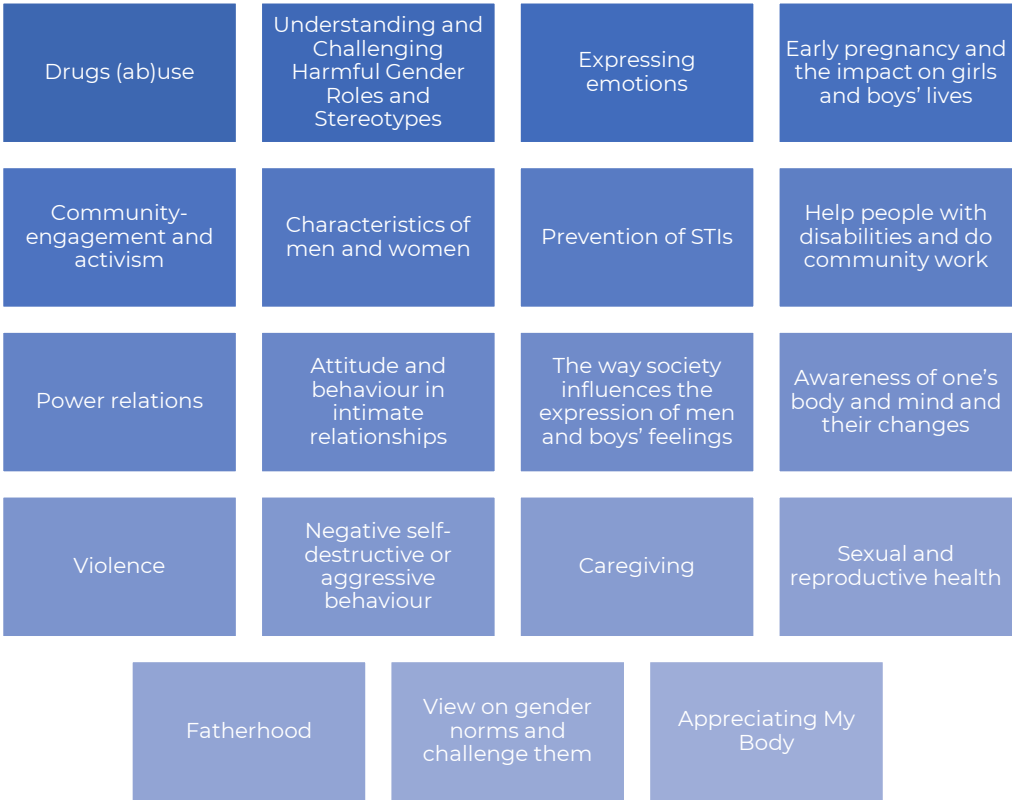 Drugs (ab)use
Understanding and
Challenging
Harmful Gender
Roles and
Stereotypes
Expressing
emotions
Early pregnancy and
the impact on girls
and boys’ lives
Community-
engagement and
activism
Characteristics of
men and women
Prevention of STIs
Help people with
disabilities and do
community work
Power relations
Attitude and
behaviour in
intimate
relationships
The way society
influences the
expression of men
and boys’ feelings
Awareness of one’s
body and mind and
their changes
Violence
Negative self-
destructive or
aggressive
behaviour
Caregiving
Sexual and
reproductive health
Fatherhood
View on gender
norms and
challenge them
Appreciating My
Body